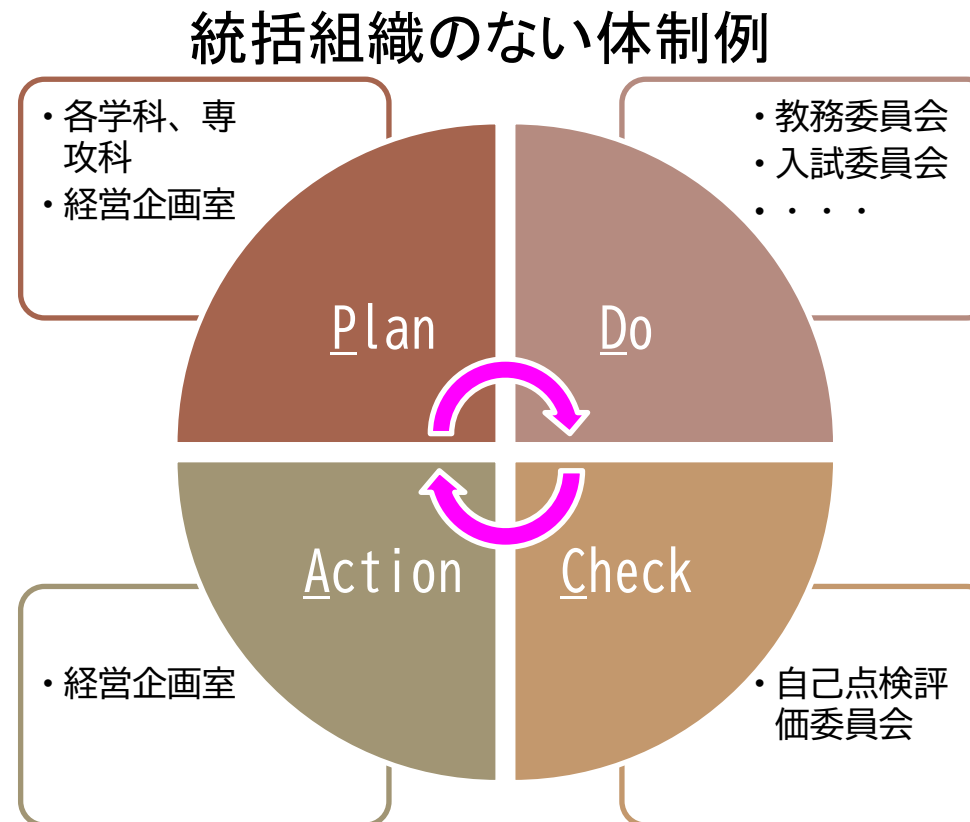 統括組織のない体制例
・各学科、専
攻科
・経営企画室
・教務委員会
・入試委員会
・・・・
Plan
Do
Action
Check
・経営企画室
・自己点検評
価委員会